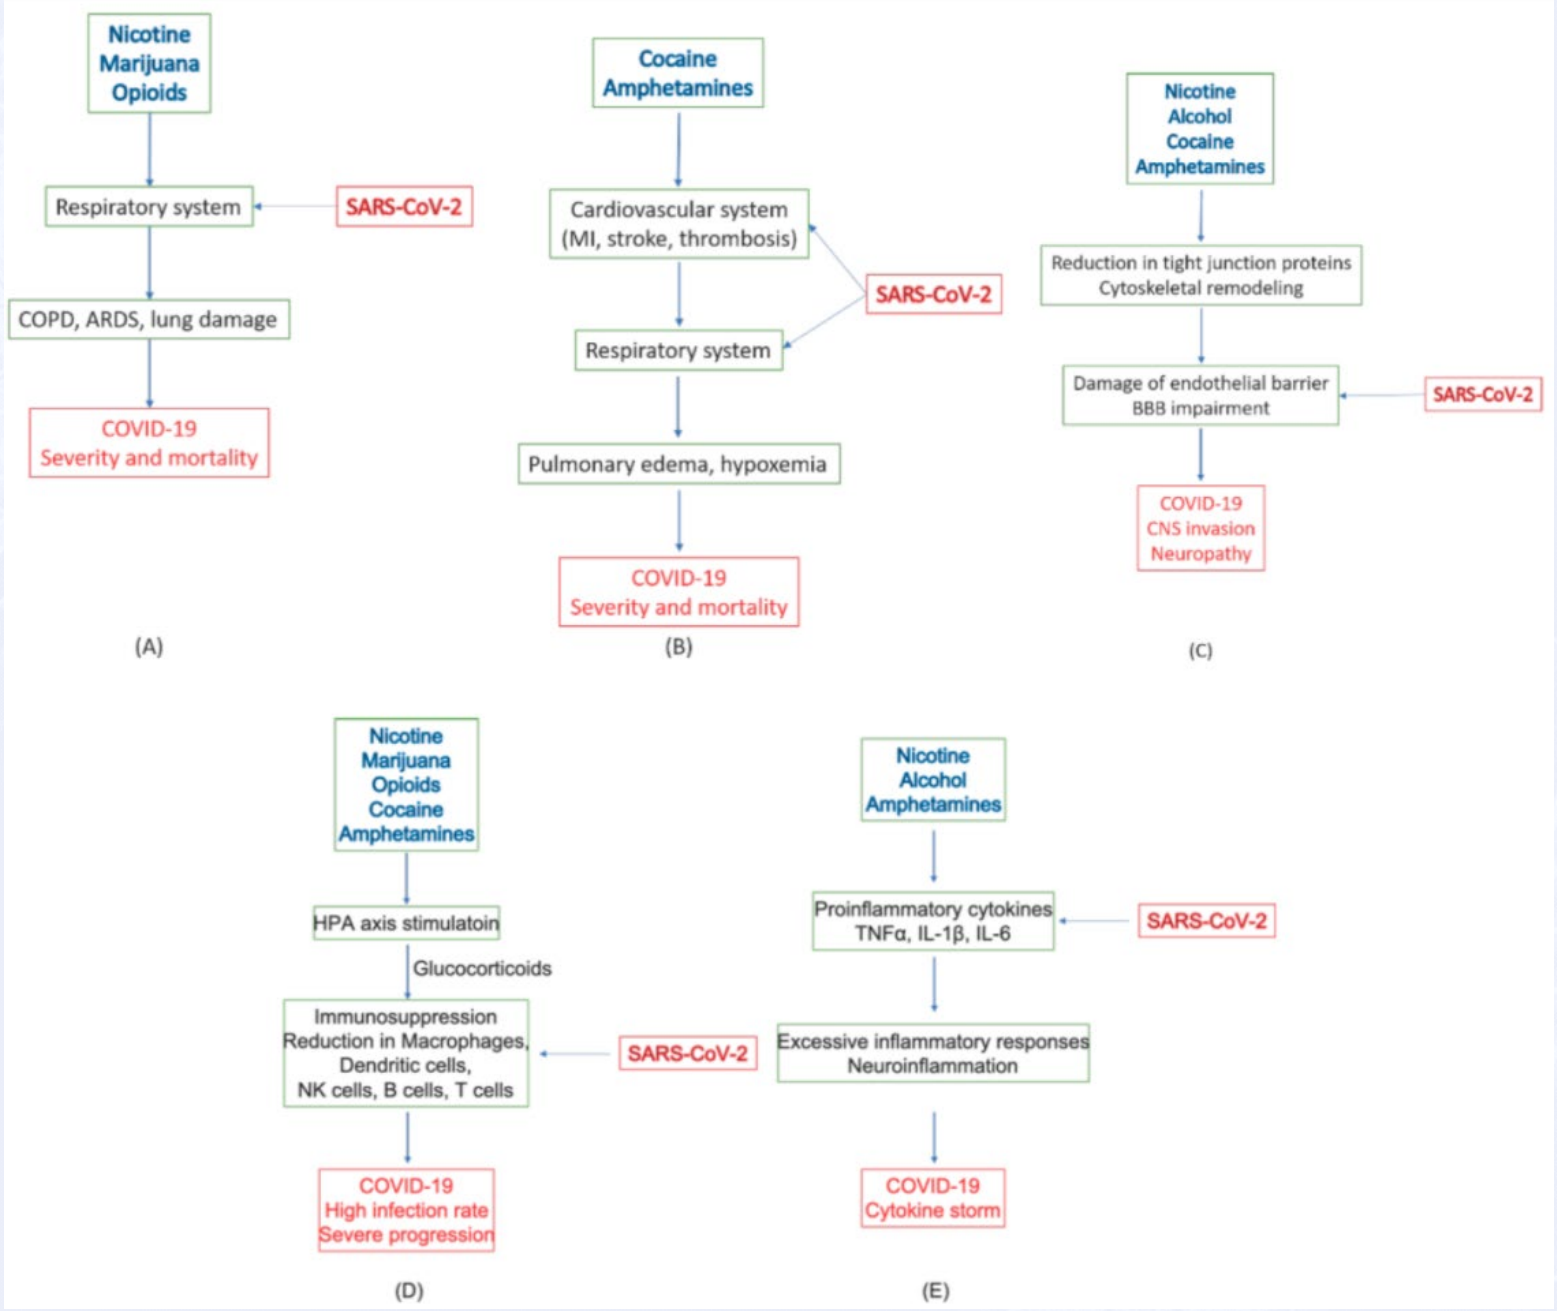 Nicotine
Marijuana
Opioids
Respiratory system
SARS-CoV-2
COPD, ARDS, lung damage
COVID-19
Severity and mortality
(A)
Cocaine
Amphetamines
Cardiovascular system
(MI, stroke, thrombosis)
SARS-CoV-2
Respiratory system
Pulmonary edema, hypoxemia
COVID-19
Severity and mortality
(B)
Nicotine
Alcohol
Cocaine
Amphetamines
Reduction in tight junction proteins
Cytoskeletal remodeling
Damage of endothelial barrier
BBB impairment
SARS-CoV-2
COVID-19
CNS invasion
Neuropathy
(C)
Nicotine
Marijuana
Opioids
Cocaine
Amphetamines
HPA axis stimulatoin
Glucocorticoids
Immunosuppression
Reduction in Macrophages,
Dendritic cells,
NK cells, B cells, T cells
SARS-CoV-2
COVID-19
High infection rate
Severe progression
(D)
Nicotine
Alcohol
Amphetamines
Proinflammatory cytokines
TNFα, IL-1β, IL-6
SARS-CoV-2
Excessive inflammatory responses
Neuroinflammation
COVID-19
Cytokine storm
(E)